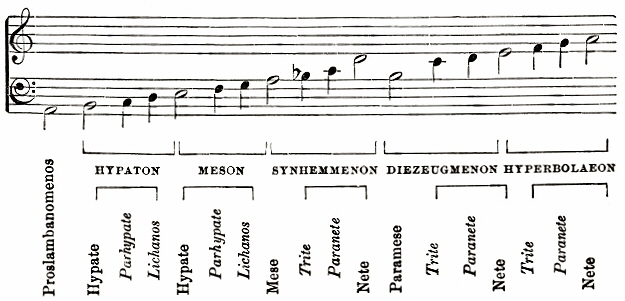 HYPATON MESON SYNHEMMENON DIEZEUGMENON HYPERBOLAEON
Proslambanomenos Hypate Parhypate Lichanos Hypate Parhypate Lichanos Mese Trite Paranete Nete Paramese Trite Paranete Nete Trite Paranete Nete